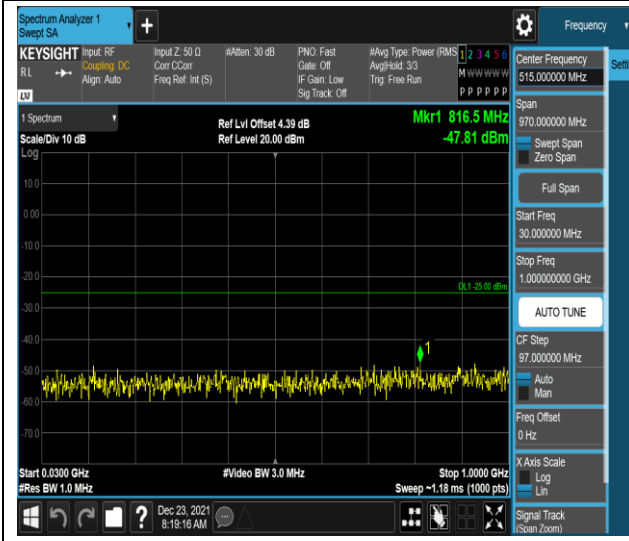 Spectrum Analyzer 1
Swept SA
+
Frequency
KEYSIGHT
RL
LXI
Input: RF
Coupling: DC
Align: Auto
Input Z: 50 Ω
Corr CCorr
Freq Ref: Int (S)
#Atten: 30 dB
PNO: Fast
Gate: Off
IF Gain: Low
Sig Track: Off
#Avg Type: Power (RMS
Avg|Hold: 3/3
Trig: Free Run
1 2 3 4 5 6
M W W W W W
P P P P P P
1 Spectrum
Scale/Div 10 dB
Log
Ref Lvl Offset 4.39 dB
Ref Level 20.00 dBm
Mkr1 816.5 MHz
-47.81 dBm
10.0
0.00
-10.0
-20.0
-30.0
-40.0
-50.0
-60.0
-70.0
DL1 -25.00 dBm
1
Start 0.0300 GHz
#Res BW 1.0 MHz
#Video BW 3.0 MHz
Stop 1.0000 GHz
Sweep ~1.18 ms (1000 pts)
?
Dec 23, 2021
8:19:16 AM
Center Frequency
515.000000 MHz
Setti
Span
970.000000 MHz
Swept Span
Zero Span
Full Span
Start Freq
30.000000 MHz
Stop Freq
1.000000000 GHz
AUTO TUNE
CF Step
97.000000 MHz
Auto
Man
Freq Offset
0 Hz
X Axis Scale
Log
Lin
Signal Track
(Span Zoom)